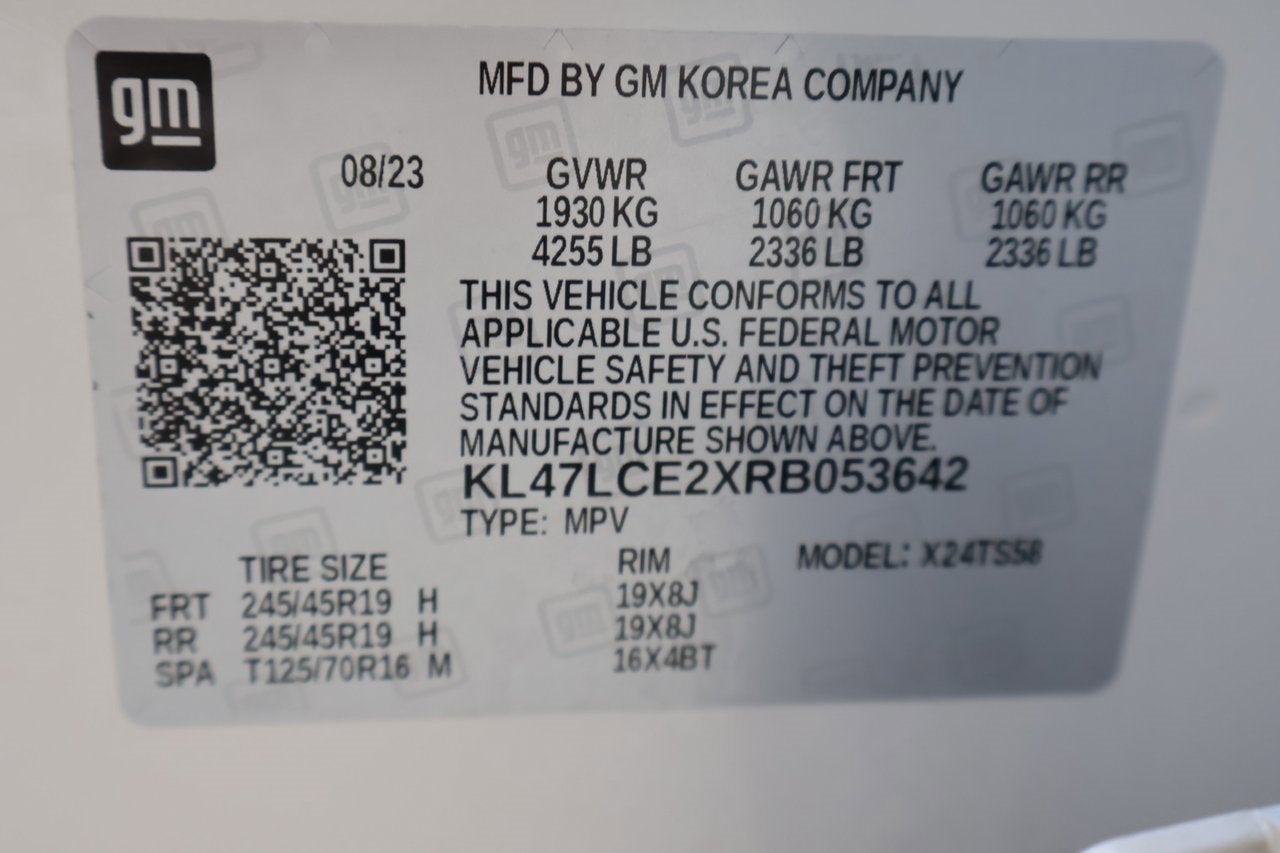 gm
MFD BY GM KOREA COMPANY
08/23 GVWR GAWR FRT GAWR RR
1930 KG 1060 KG 1060 KG
4255 LB 2336 LB 2336 LB
THIS VEHICLE CONFORMS TO ALL
APPLICABLE U.S. FEDERAL MOTOR
VEHICLE SAFETY AND THEFT PREVENTION
STANDARDS IN EFFECT ON THE DATE OF
MANUFACTURE SHOWN ABOVE.
KL47LCE2XRB053642
TYPE: MPV
TIRE SIZE RIM MODEL: X24TS58
FRT 245/45R19 H 19X8J
RR 245/45R19 H 19X8J
SPA T125/70R16 M 16X4BT